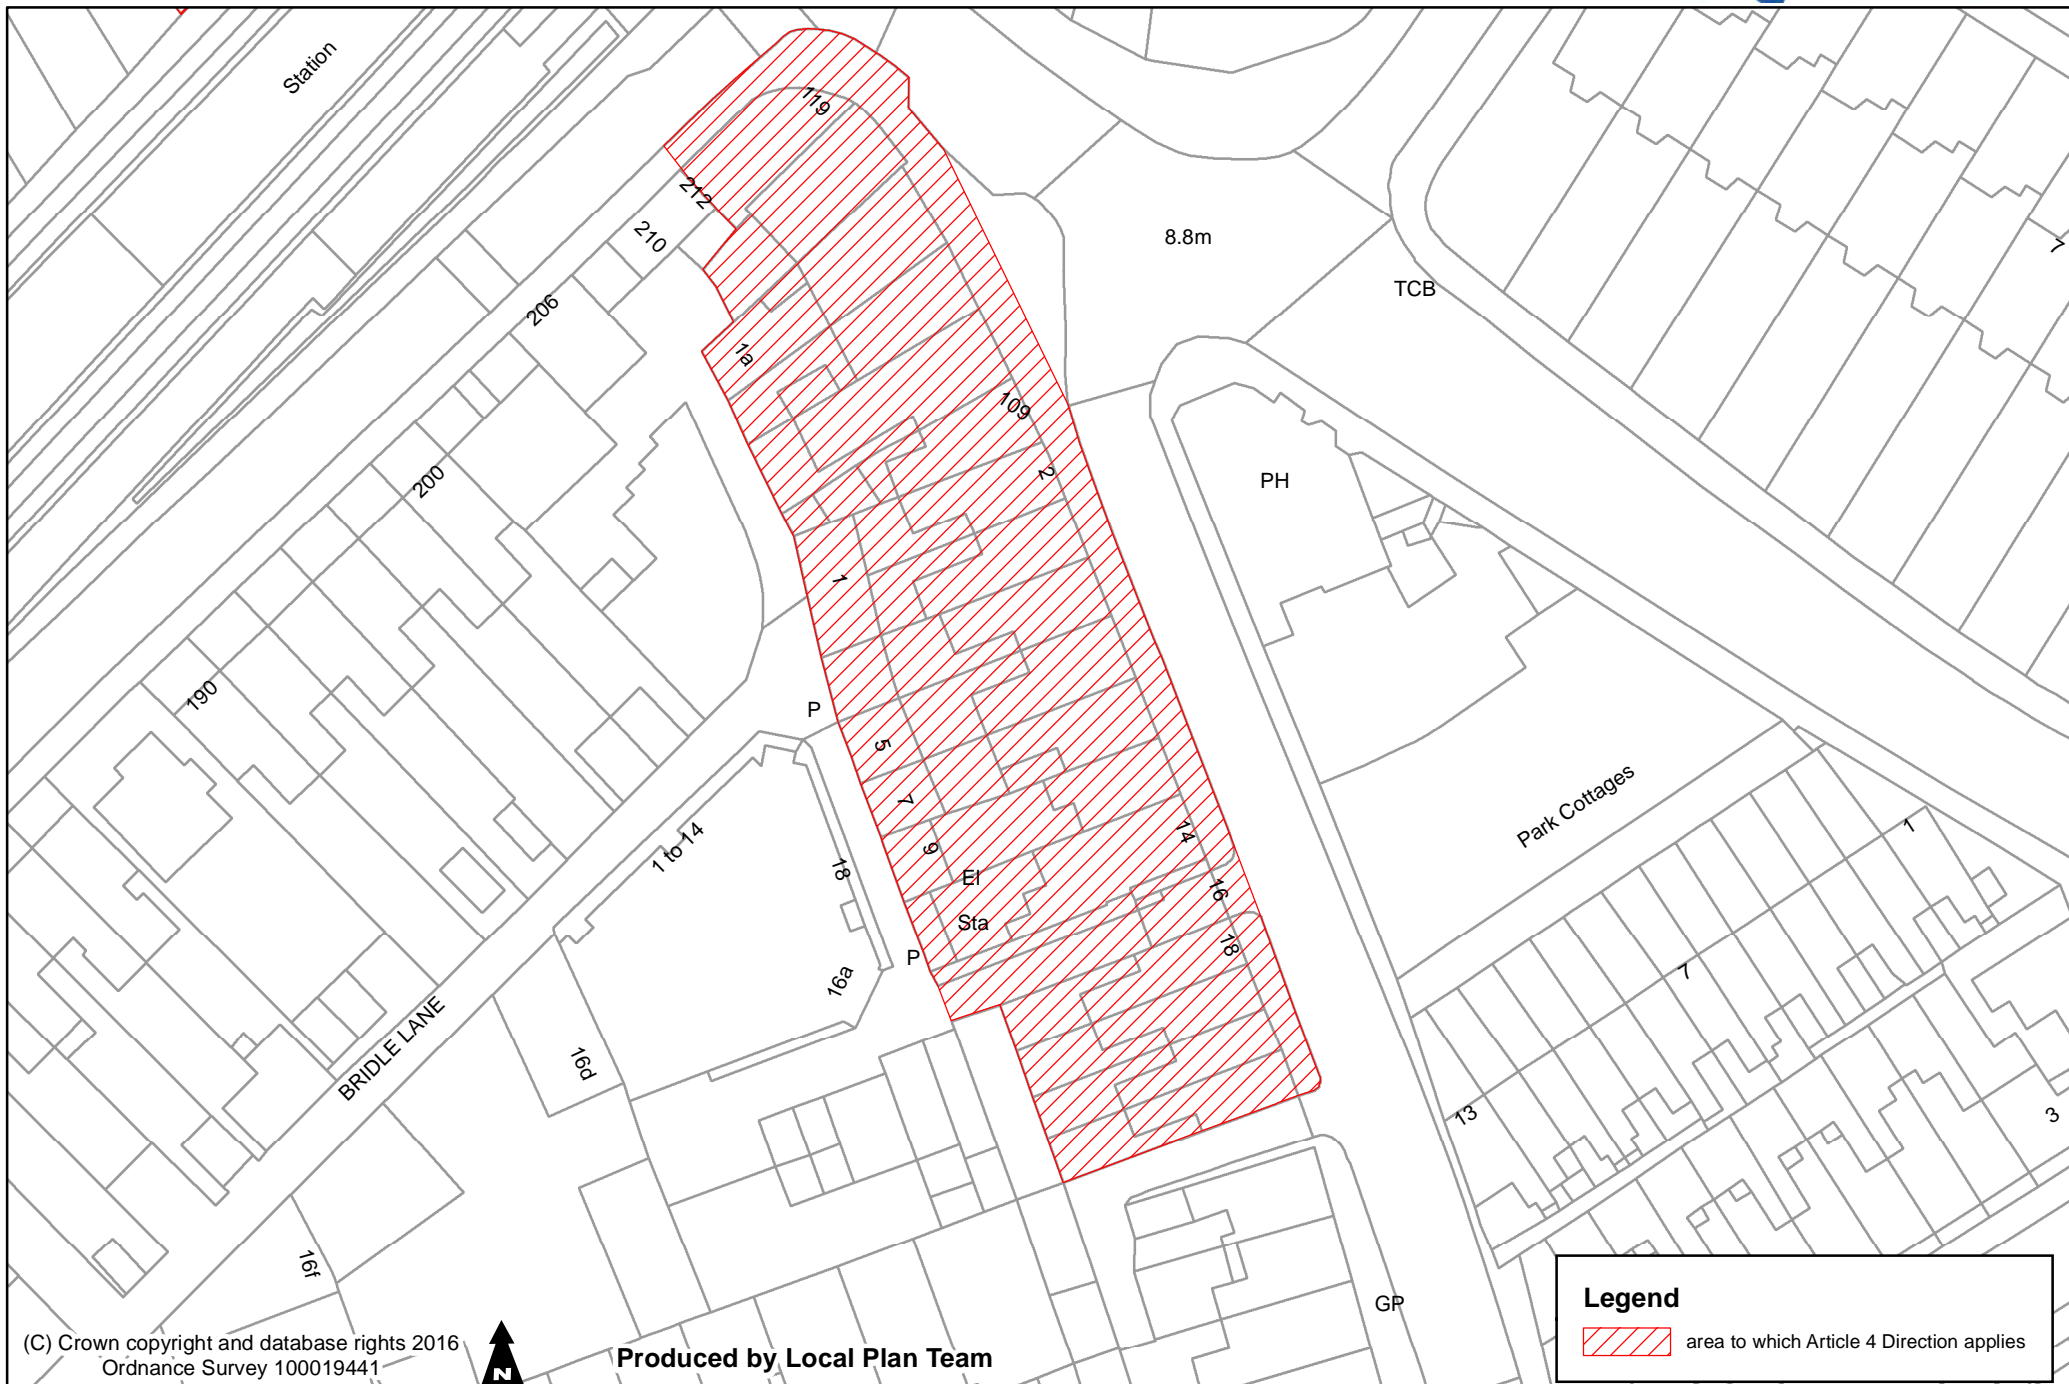 Station
119
212
210
8.8m
7
TCB
206
1a
109
2
PH
200
1
190
P
5
7
Park Cottages
1 to 14
9
14
1
18
El
Sta
16
18
P
16a
7
BRIDLE LANE
16d
13
3
16f
GP
Legend
area to which Article 4 Direction applies
(C) Crown copyright and database rights 2016
Ordnance Survey 100019441
N
Produced by Local Plan Team